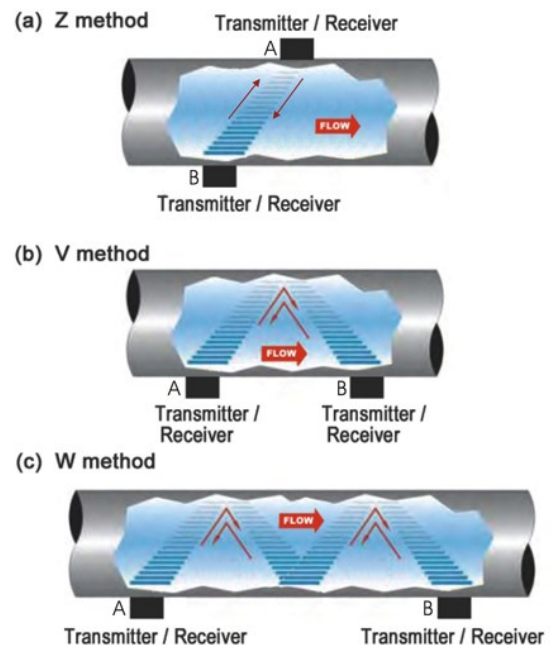 (a) Z method
Transmitter / Receiver
A
FLOW
B
Transmitter / Receiver
(b) V method
FLOW
A
B
Transmitter /
Receiver
Transmitter /
Receiver
(c) W method
FLOW
A
B
Transmitter / Receiver
Transmitter / Receiver